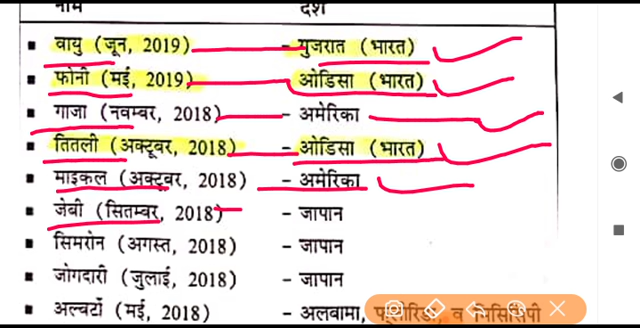 नाम देश
▪ वायु (जून, 2019) – गुजरात (भारत)
▪ फोनी (मई, 2019) – ओडिसा (भारत)
▪ गाजा (नवम्बर, 2018) – अमेरिका
▪ तितली (अक्टूबर, 2018) – ओडिसा (भारत)
▪ माइकल (अक्टूबर, 2018) – अमेरिका
▪ जेबी (सितम्बर, 2018) – जापान
▪ सिमरोन (अगस्त, 2018) – जापान
▪ जोगदारी (जुलाई, 2018) – जापान
▪ अल्बर्टो (मई, 2018) – अलबामा, फ्लोरिडा, व मिसिसिपी